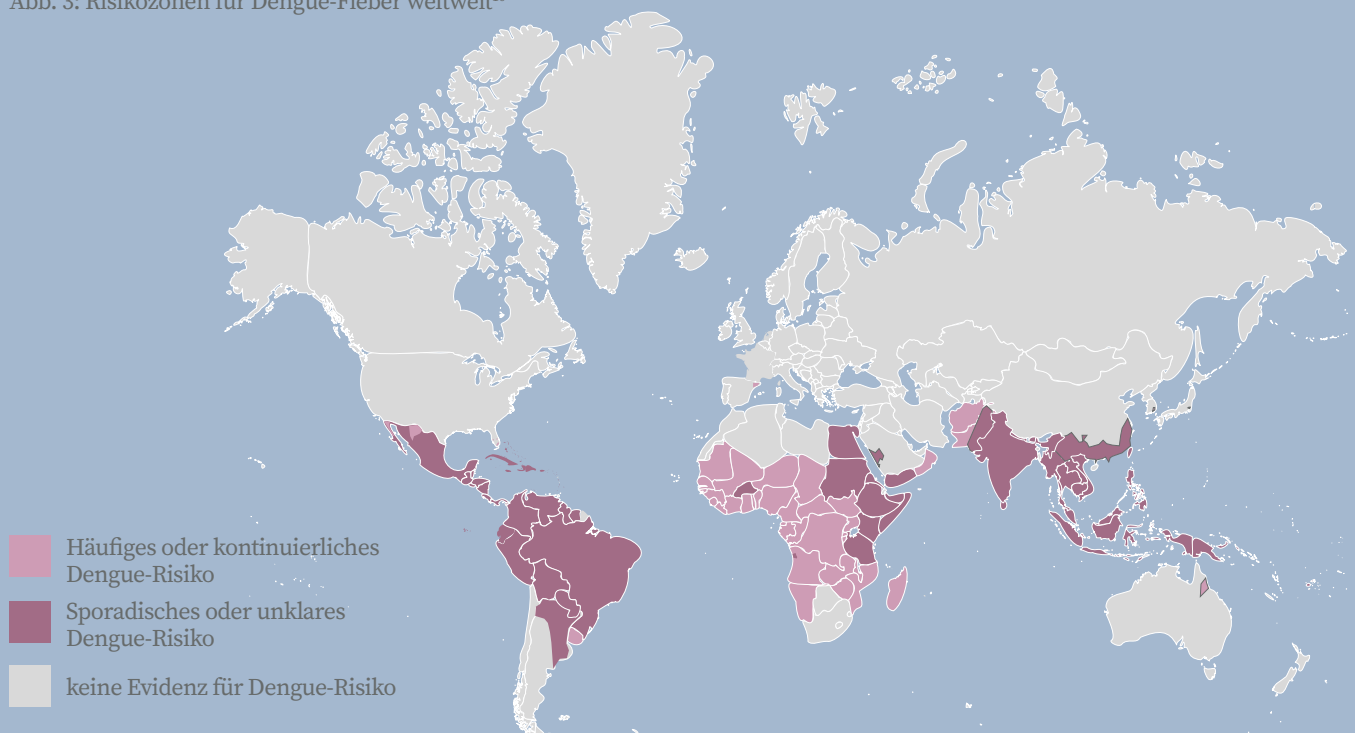 Abb. 3: Risikozonen für Dengue-Fieber weltweit
Häufiges oder kontinuierliches
Dengue-Risiko
Sporadisches oder unklares
Dengue-Risiko
keine Evidenz für Dengue-Risiko